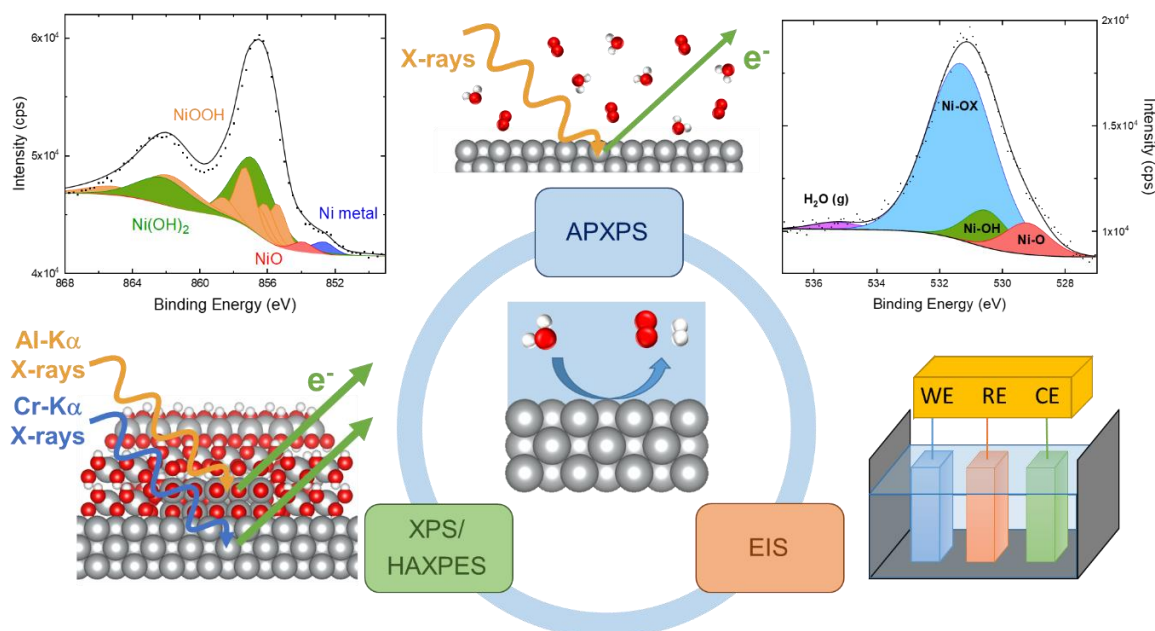 6x10⁴
5x10⁴
4x10⁴
Intensity (cps)
NiOOH
Ni(OH)₂
NiO
Ni metal
868 864 860 856 852
Binding Energy (eV)
X-rays
e⁻
2x10⁴
1.5x10⁴
1x10⁴
Intensity (cps)
Ni-OX
H₂O (g)
Ni-OH
Ni-O
536 534 532 530 528
Binding Energy (eV)
APXPS
Al-Kα
X-rays
Cr-Kα
X-rays
e⁻
XPS/
HAXPES
EIS
WE RE CE